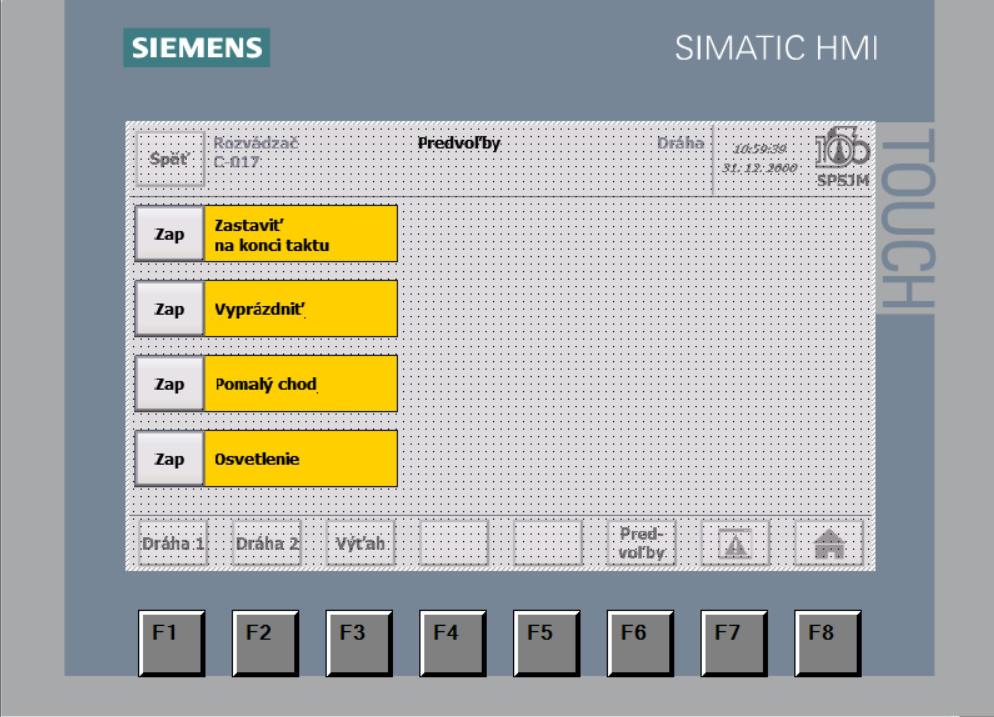 SIEMENS
SIMATIC HMI
TOUCH
Späť
Rozvádzač
C-017
Predvoľby
Dráha
10:59:39
31. 12. 2000
SPSJM
Zap
Zastaviť
na konci taktu
Zap
Vyprázdniť
Zap
Pomalý chod
Zap
Osvetlenie
Dráha 1
Dráha 2
Výťah
Pred-
voľby
F1
F2
F3
F4
F5
F6
F7
F8